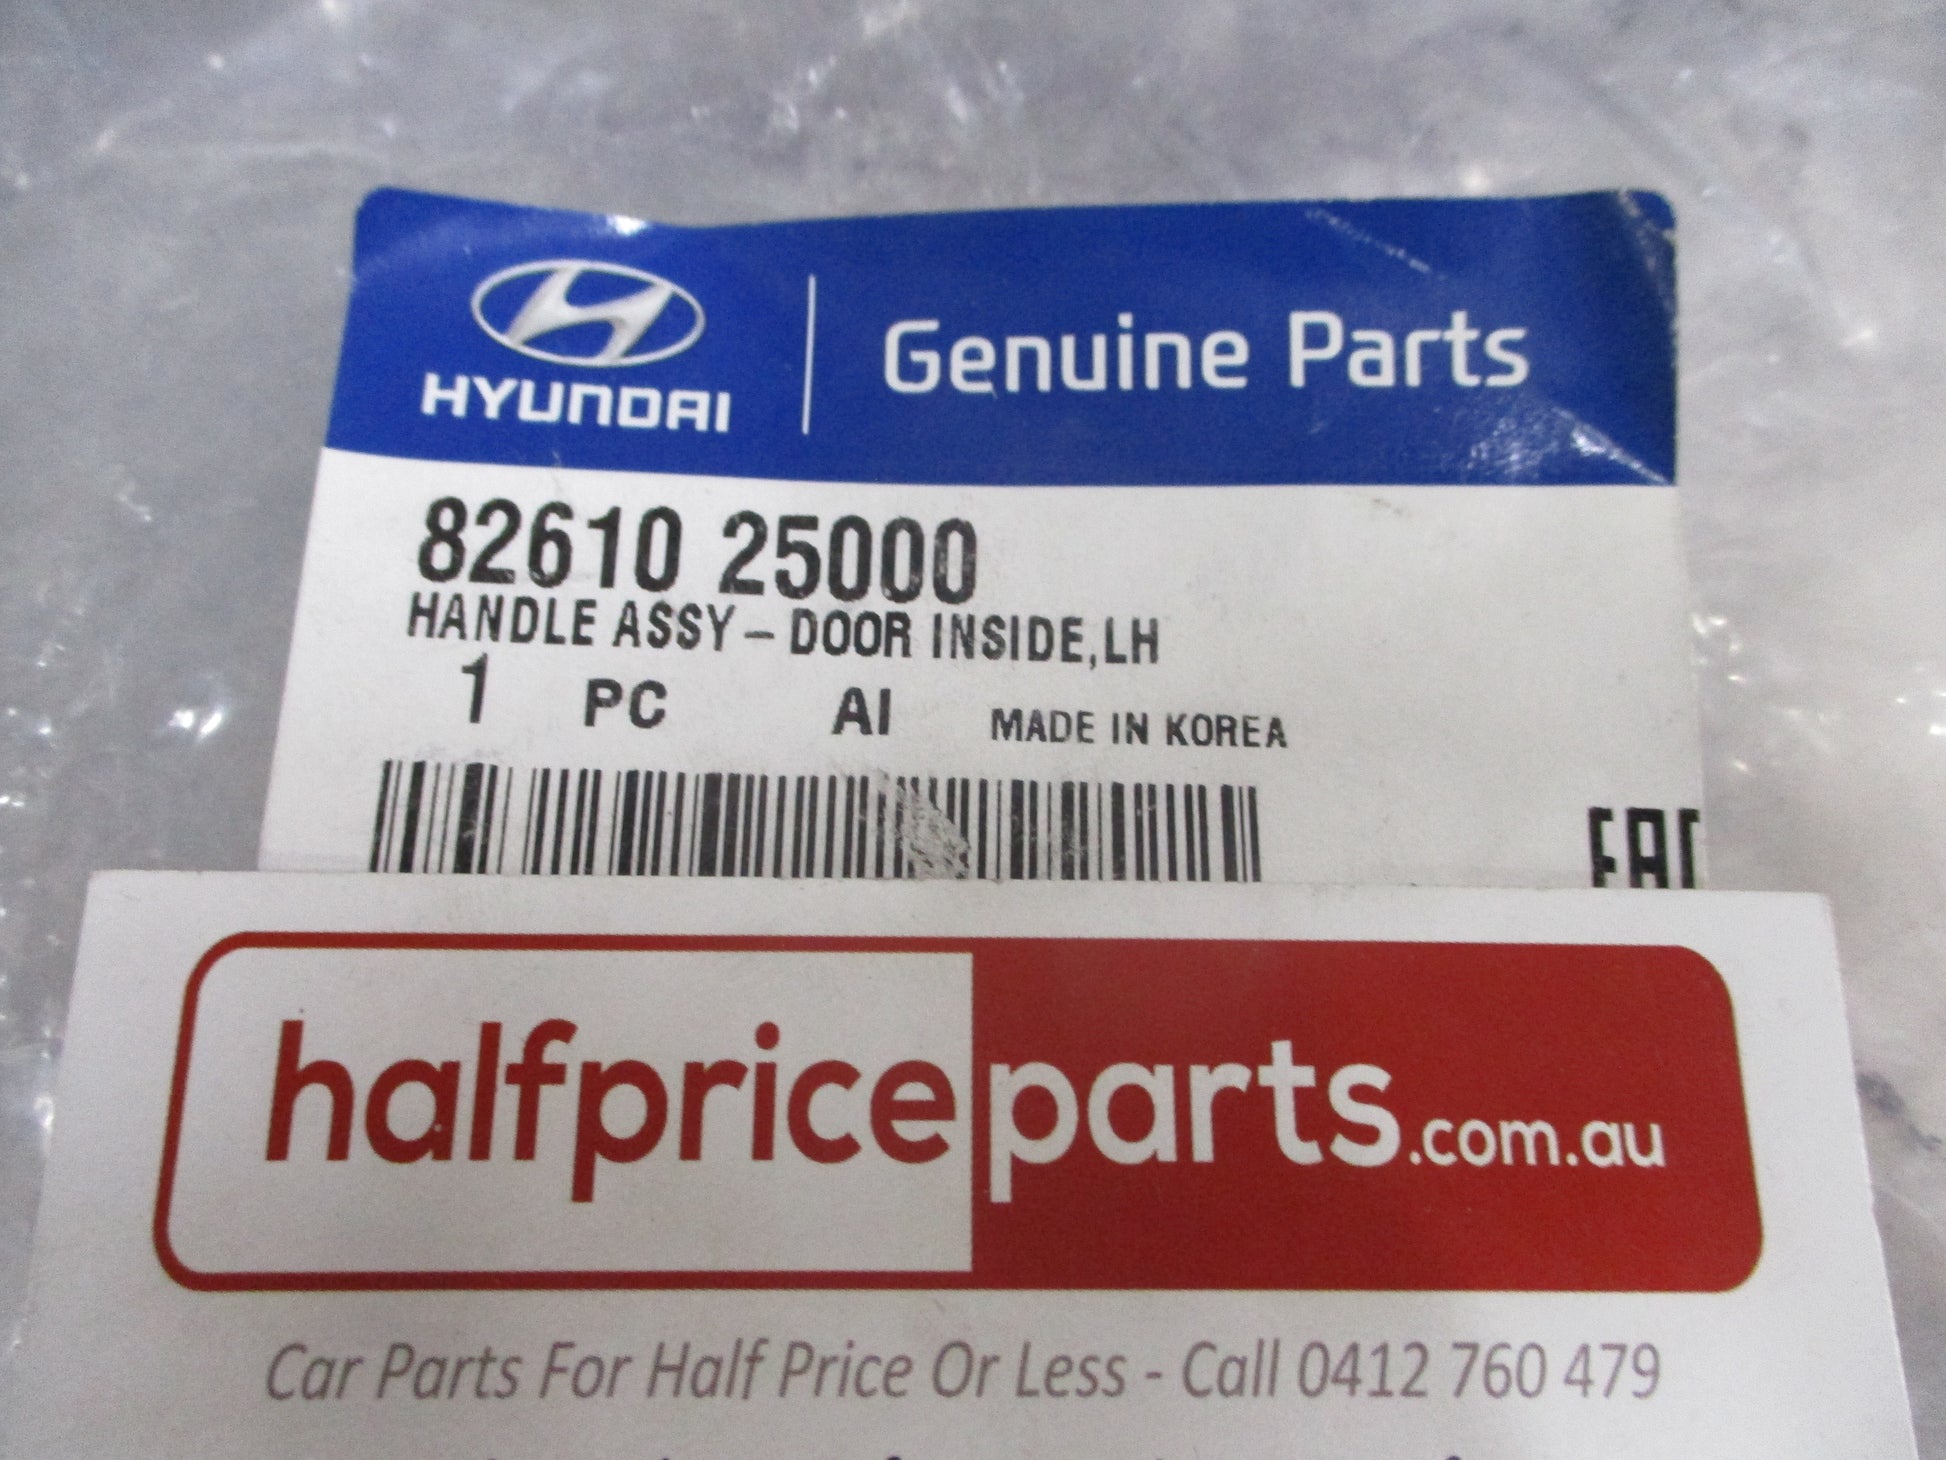 HYUNDAI
Genuine Parts
82610 25000
HANDLE ASSY - DOOR INSIDE,LH
1 PC AI MADE IN KOREA
halfpriceparts.com.au
Car Parts For Half Price Or Less - Call 0412 760 479